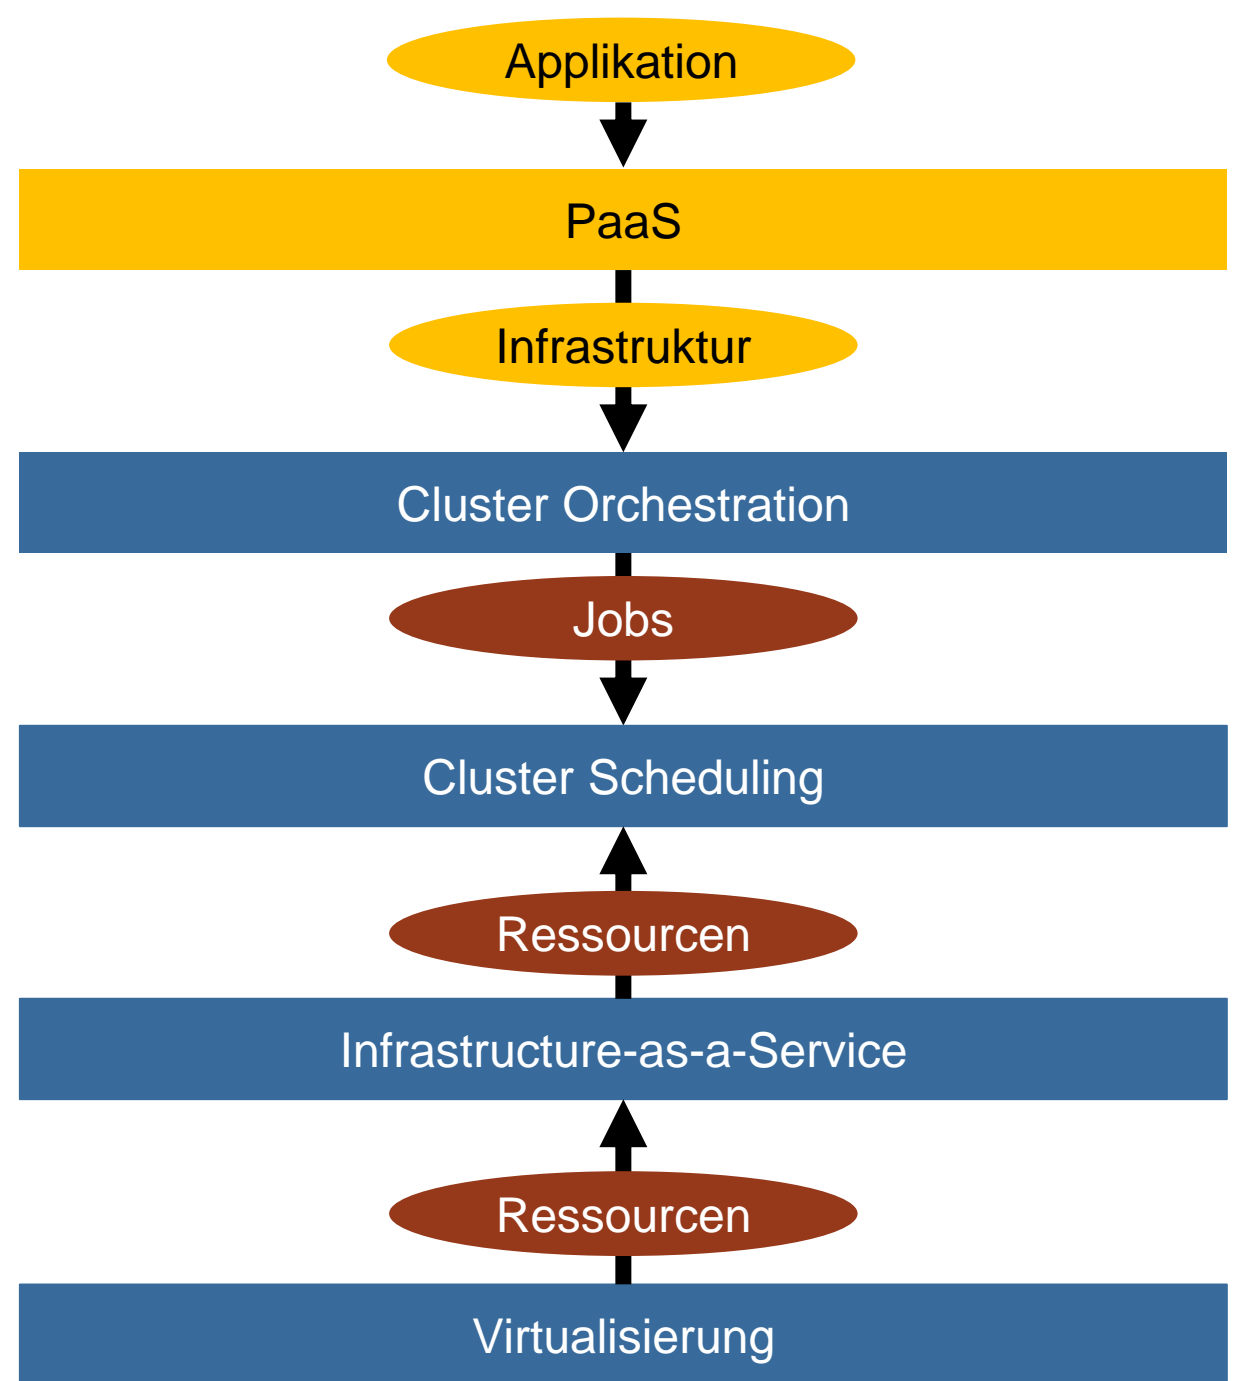 Applikation
PaaS
Infrastruktur
Cluster Orchestration
Jobs
Cluster Scheduling
Ressourcen
Infrastructure-as-a-Service
Ressourcen
Virtualisierung